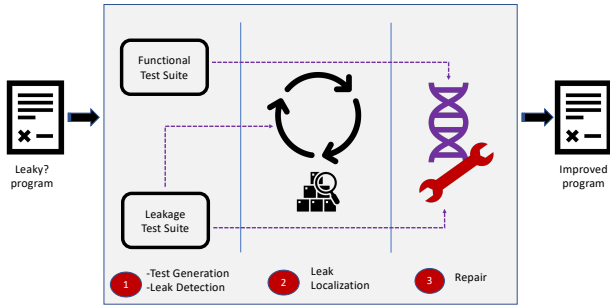 Functional
Test Suite
Leaky?
program
Improved
program
Leakage
Test Suite
1
-Test Generation
-Leak Detection
2
Leak
Localization
3
Repair